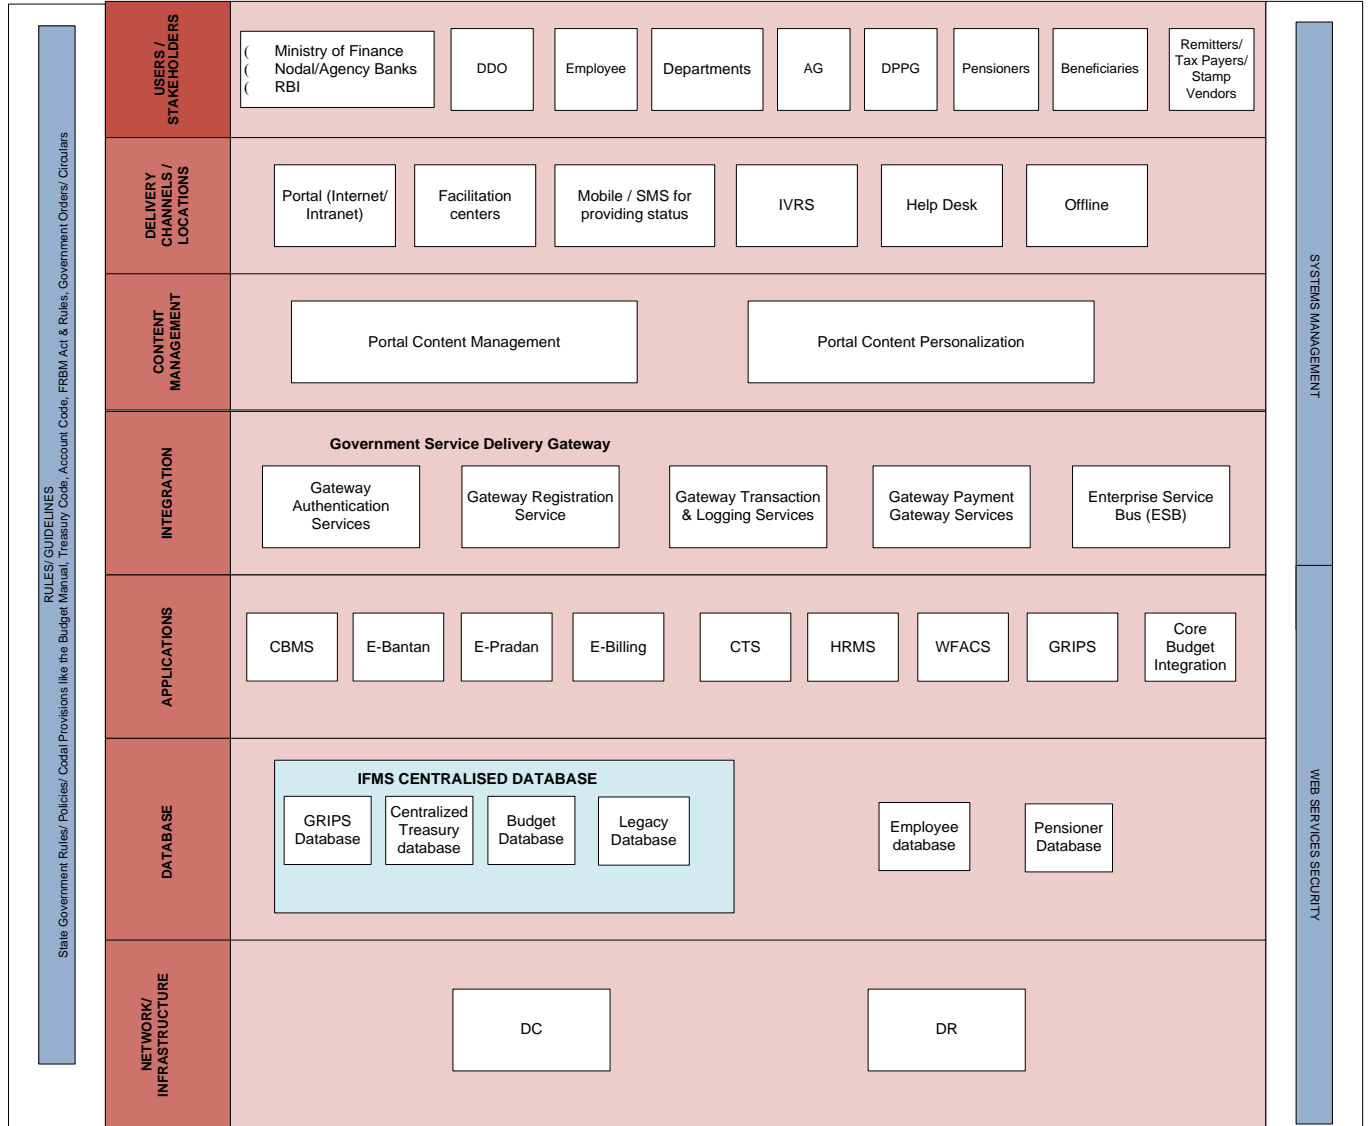 RULES/ GUIDELINES
State Government Rules/ Policies/ Codal Provisions like the Budget Manual, Treasury Code, Account Code, FRBM Act & Rules, Government Orders/ Circulars
USERS /
STAKEHOLDERS
( Ministry of Finance
( Nodal/Agency Banks
( RBI
DDO
Employee
Departments
AG
DPPG
Pensioners
Beneficiaries
Remitters/
Tax Payers/
Stamp
Vendors
DELIVERY
CHANNELS /
LOCATIONS
Portal (Internet/
Intranet)
Facilitation
centers
Mobile / SMS for
providing status
IVRS
Help Desk
Offline
CONTENT
MANAGEMENT
Portal Content Management
Portal Content Personalization
INTEGRATION
Government Service Delivery Gateway
Gateway
Authentication
Services
Gateway Registration
Service
Gateway Transaction
& Logging Services
Gateway Payment
Gateway Services
Enterprise Service
Bus (ESB)
APPLICATIONS
CBMS
E-Bantan
E-Pradan
E-Billing
CTS
HRMS
WFACS
GRIPS
Core
Budget
Integration
DATABASE
IFMS CENTRALISED DATABASE
GRIPS
Database
Centralized
Treasury
database
Budget
Database
Legacy
Database
Employee
database
Pensioner
Database
NETWORK/
INFRASTRUCTURE
DC
DR
SYSTEMS MANAGEMENT
WEB SERVICES SECURITY